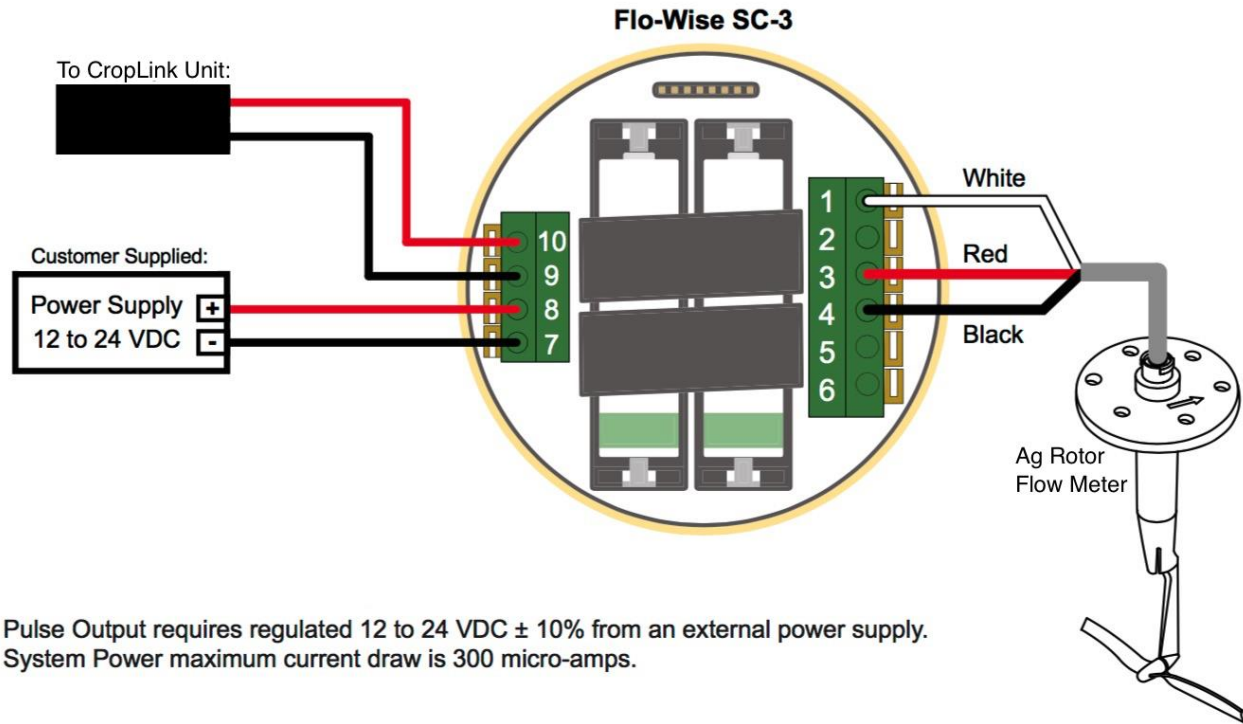 Flo-Wise SC-3
To CropLink Unit:
Customer Supplied:
Power Supply +
12 to 24 VDC -
10
9
8
7
1
2
3
4
5
6
White
Red
Black
Ag Rotor
Flow Meter
Pulse Output requires regulated 12 to 24 VDC ± 10% from an external power supply.
System Power maximum current draw is 300 micro-amps.